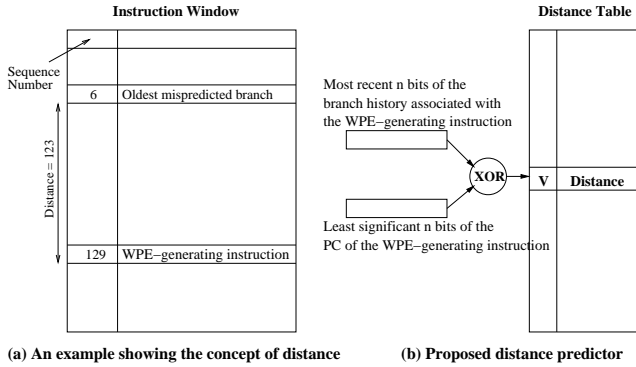 Instruction Window
Sequence
Number
6 Oldest mispredicted branch
Distance = 123
129 WPE−generating instruction
(a) An example showing the concept of distance
Distance Table
Most recent n bits of the
branch history associated with
the WPE−generating instruction
XOR
V Distance
Least significant n bits of the
PC of the WPE−generating instruction
(b) Proposed distance predictor